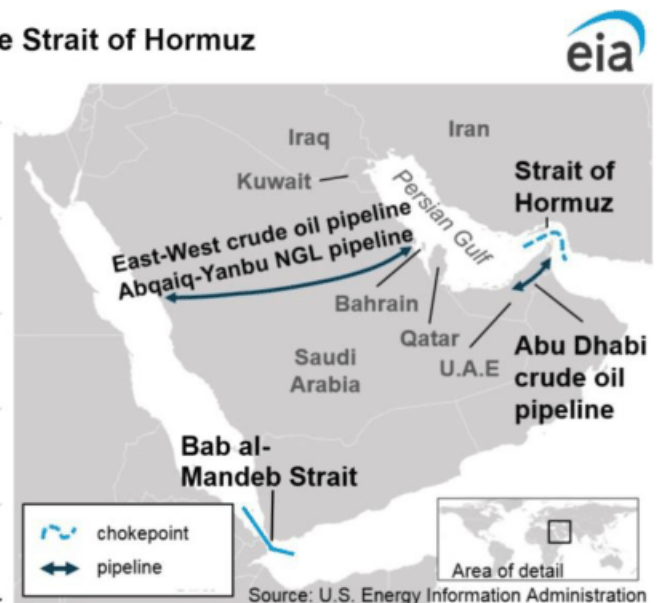 e Strait of Hormuz
eia
Iraq
Iran
Kuwait
Persian Gulf
Strait of
Hormuz
East-West crude oil pipeline
Abqaiq-Yanbu NGL pipeline
Bahrain
Qatar
U.A.E
Saudi
Arabia
Abu Dhabi
crude oil
pipeline
Bab al-
Mandeb Strait
chokepoint
pipeline
Area of detail
Source: U.S. Energy Information Administration